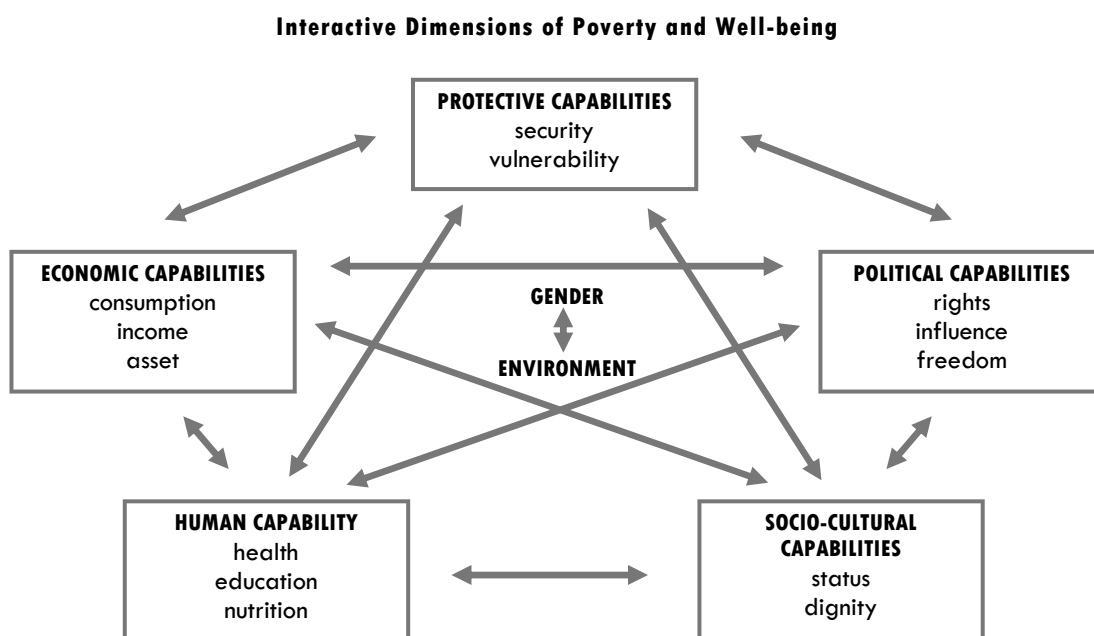 Interactive Dimensions of Poverty and Well-being
PROTECTIVE CAPABILITIES
security
vulnerability
ECONOMIC CAPABILITIES
consumption
income
asset
GENDER
ENVIRONMENT
POLITICAL CAPABILITIES
rights
influence
freedom
HUMAN CAPABILITY
health
education
nutrition
SOCIO-CULTURAL
CAPABILITIES
status
dignity